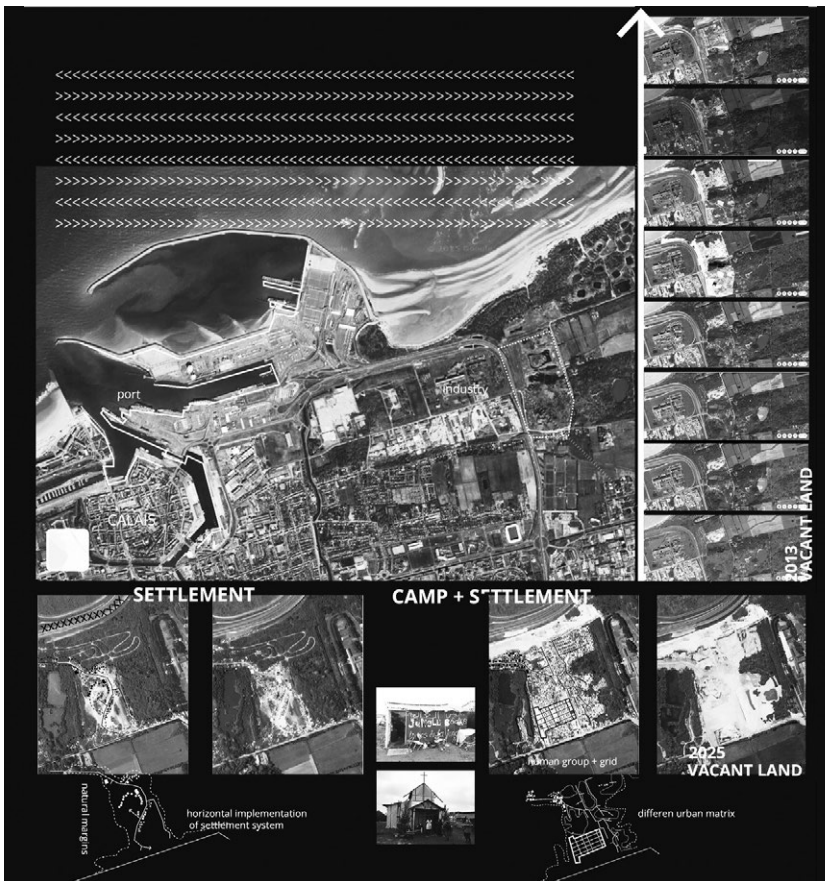 <<<<<<<<<<<<<<<<<<<<<<<<<<<<<<<<<<<<<<<<<<<<<<<<<<<<<<<<<<<<
>>>>>>>>>>>>>>>>>>>>>>>>>>>>>>>>>>>>>>>>>>>>>>>>>>>>>>>>>>>>
<<<<<<<<<<<<<<<<<<<<<<<<<<<<<<<<<<<<<<<<<<<<<<<<<<<<<<<<<<<<
>>>>>>>>>>>>>>>>>>>>>>>>>>>>>>>>>>>>>>>>>>>>>>>>>>>>>>>>>>>>
<<<<<<<<<<<<<<<<<<<<<<<<<<<<<<<<<<<<<<<<<<<<<<<<<<<<<<<<<<<<
>>>>>>>>>>>>>>>>>>>>>>>>>>>>>>>>>>>>>>>>>>>>>>>>>>>>>>>>>>>>
<<<<<<<<<<<<<<<<<<<<<<<<<<<<<<<<<<<<<<<<<<<<<<<<<<<<<<<<<<<<
>>>>>>>>>>>>>>>>>>>>>>>>>>>>>>>>>>>>>>>>>>>>>>>>>>>>>>>>>>>>
port
industry
CALAIS
2013
VACANT LAND
SETTLEMENT
CAMP + SETTLEMENT
human group + grid
2025
VACANT LAND
natural margins
horizontal implementation
of settlement system
differen urban matrix